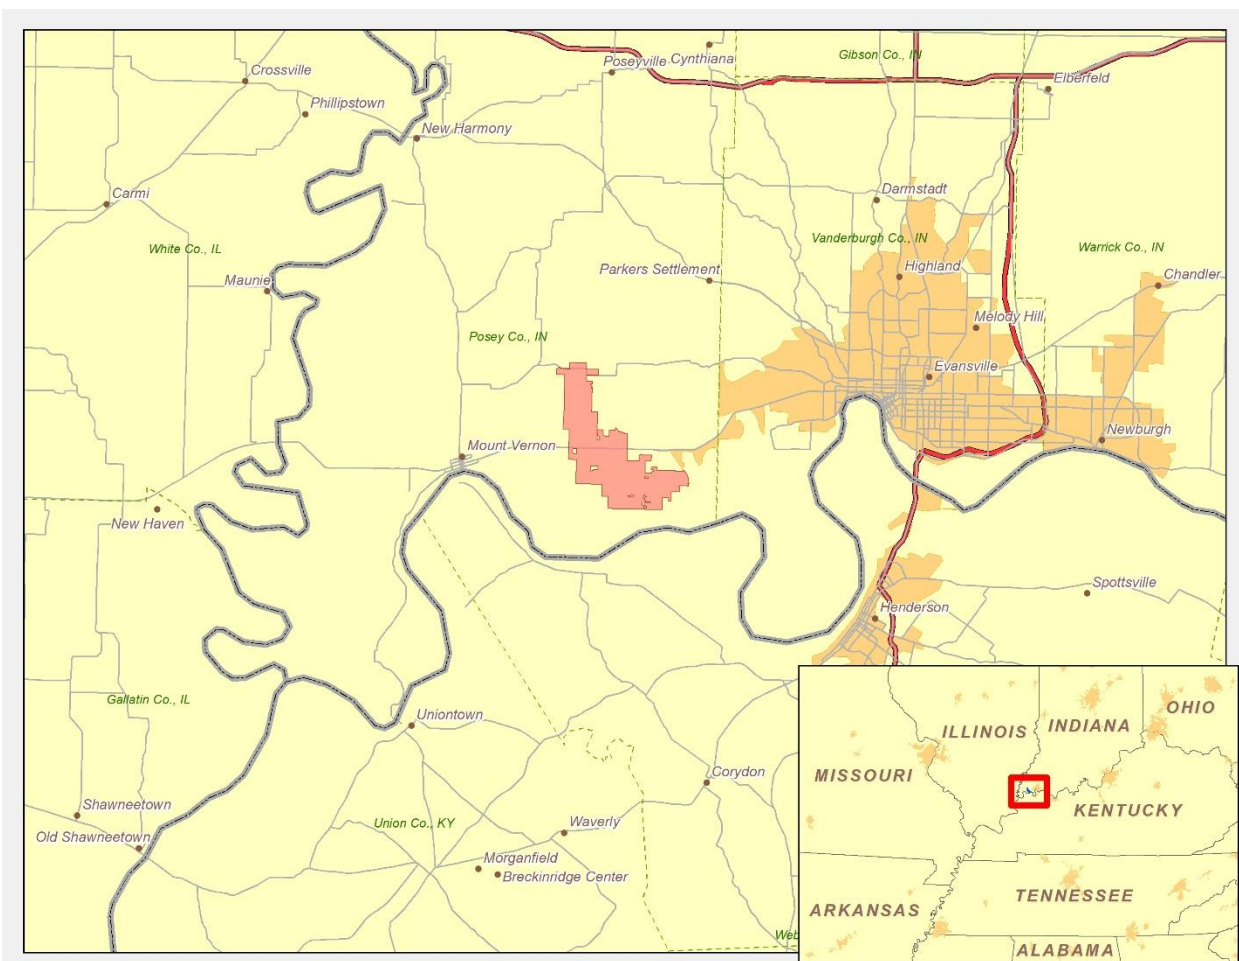 Gibson Co., IN
Poseyville
Cynthiana
Crossville
Elberfeld
Phillipstown
New Harmony
Carmi
Darmstadt
White Co., IL
Vanderburgh Co., IN
Warrick Co., IN
Parkers Settlement
Highland
Chandler
Maunie
Melody Hill
Posey Co., IN
Evansville
Newburgh
Mount Vernon
New Haven
Spottsville
Henderson
Gallatin Co., IL
Uniontown
Corydon
Shawneetown
Union Co., KY
Waverly
Old Shawneetown
Morganfield
Breckinridge Center
Web
OHIO
INDIANA
ILLINOIS
MISSOURI
KENTUCKY
TENNESSEE
ARKANSAS
ALABAMA